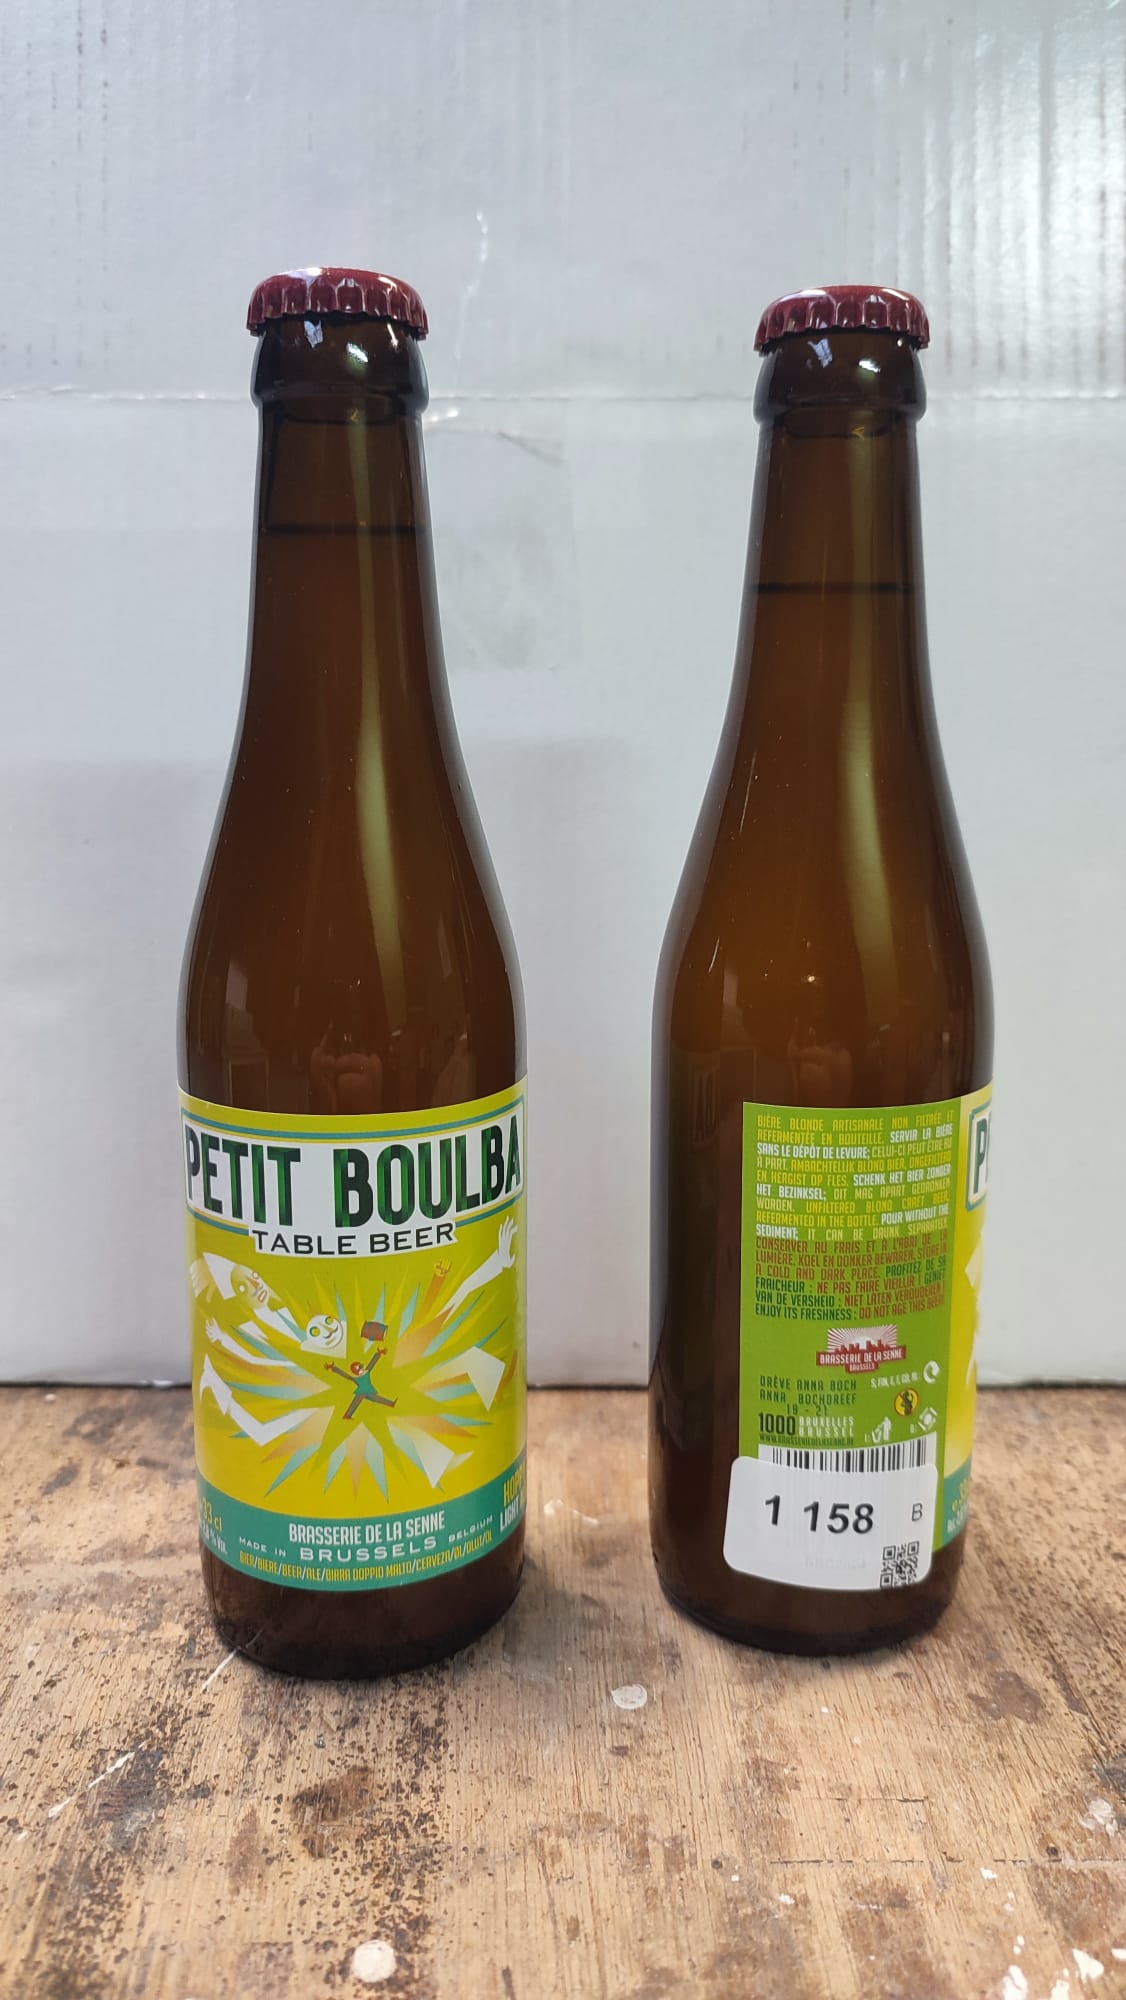 PETIT BOULBA
TABLE BEER
33 cl
% VOL.
BRASSERIE DE LA SENNE
MADE IN BRUSSELS BELGIUM
BIER/BIÈRE/BEER/ALE/BIRRA DOPPIO MALTO/CERVEZA/ØL/OLUT/ÖL
LIGHT
BIÈRE BLONDE ARTISANALE NON FILTRÉE ET
REFERMENTÉE EN BOUTEILLE. SERVIR LA BIÈRE
SANS LE DÉPÔT DE LEVURE; CELUI-CI PEUT ÊTRE BU
À PART. AMBACHTELIJK BLOND BIER, ONGEFILTERD
EN HERGIST OP FLES. SCHENK HET BIER ZONDER
HET BEZINKSEL; DIT MAG APART GEDRONKEN
WORDEN. UNFILTERED BLOND CRAFT BEER,
REFERMENTED IN THE BOTTLE. POUR WITHOUT THE
SEDIMENT; IT CAN BE DRUNK SEPARATELY.
CONSERVER AU FRAIS ET À L'ABRI DE LA
LUMIÈRE. KOEL EN DONKER BEWAREN. STORE IN
A COLD AND DARK PLACE. PROFITEZ DE SA
FRAICHEUR : NE PAS FAIRE VIEILLIR ! GENIET
VAN DE VERSHEID : NIET LATEN VEROUDEREN !
ENJOY ITS FRESHNESS : DO NOT AGE THIS BEER!
BRASSERIE DE LA SENNE
BRUSSELS
DRÈVE ANNA BOCH
ANNA BOCHDREEF
19 - 21
1000 BRUXELLES
BRUSSEL
WWW.BRASSERIEDELASENNE.BE
1 158 B